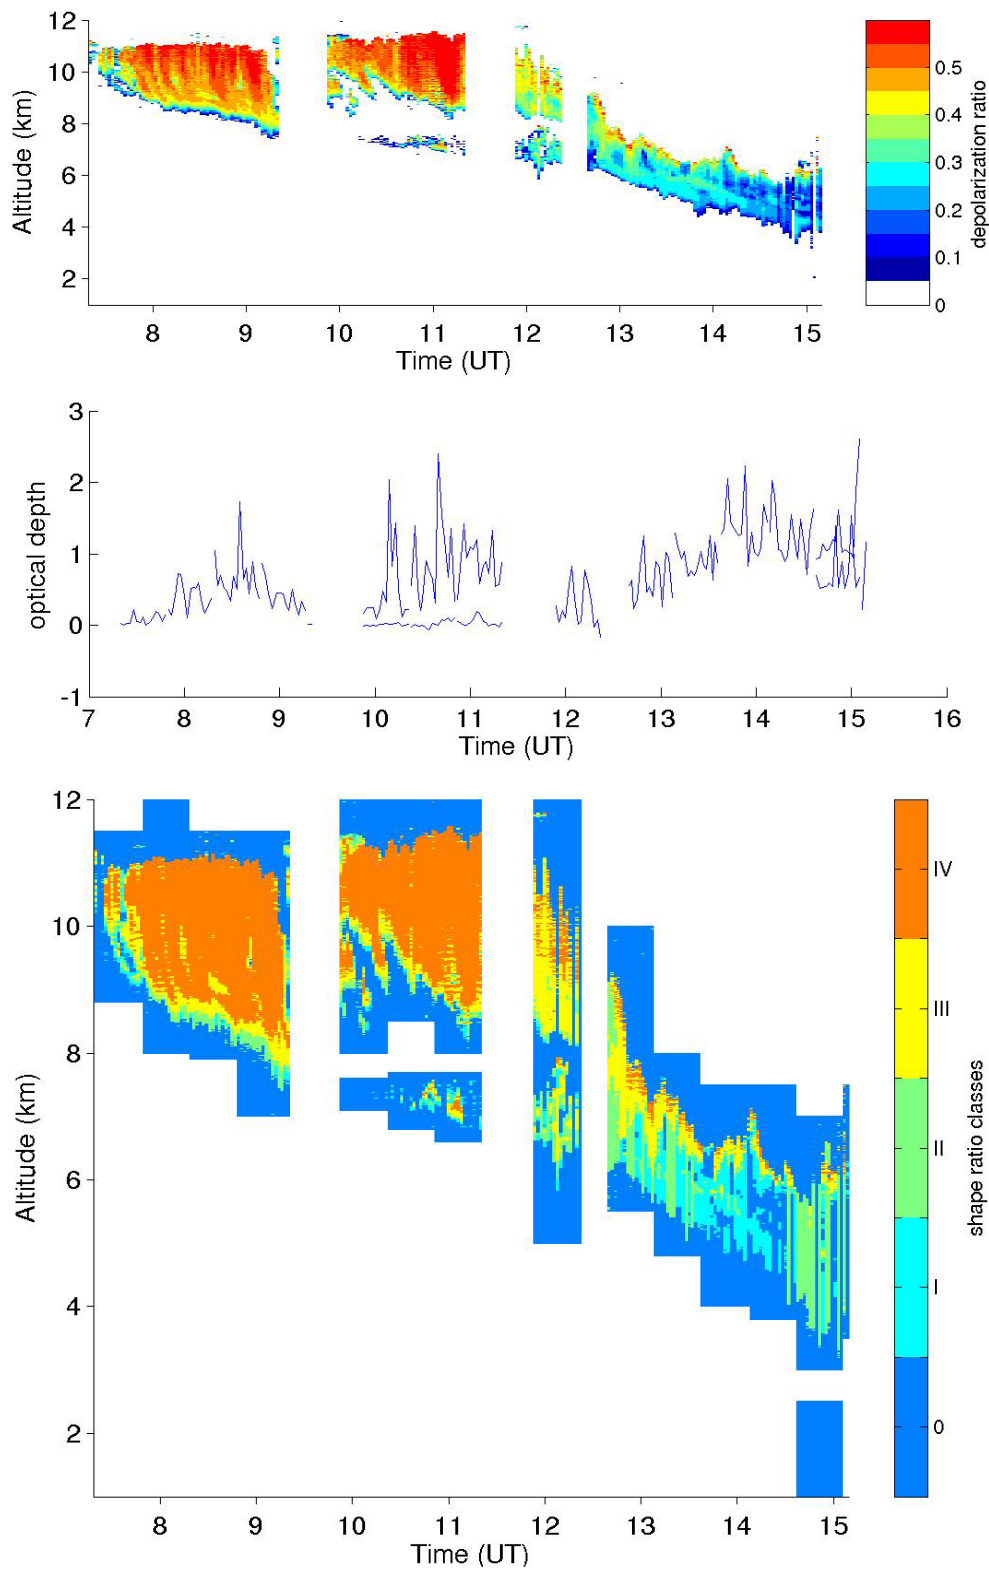 12
10
8
6
4
2
Altitude (km)
8 9 10 11 12 13 14 15
Time (UT)
0.5
0.4
0.3
0.2
0.1
0
depolarization ratio
3
2
1
0
-1
optical depth
7 8 9 10 11 12 13 14 15 16
Time (UT)
12
10
8
6
4
2
Altitude (km)
8 9 10 11 12 13 14 15
Time (UT)
IV
III
II
I
0
shape ratio classes